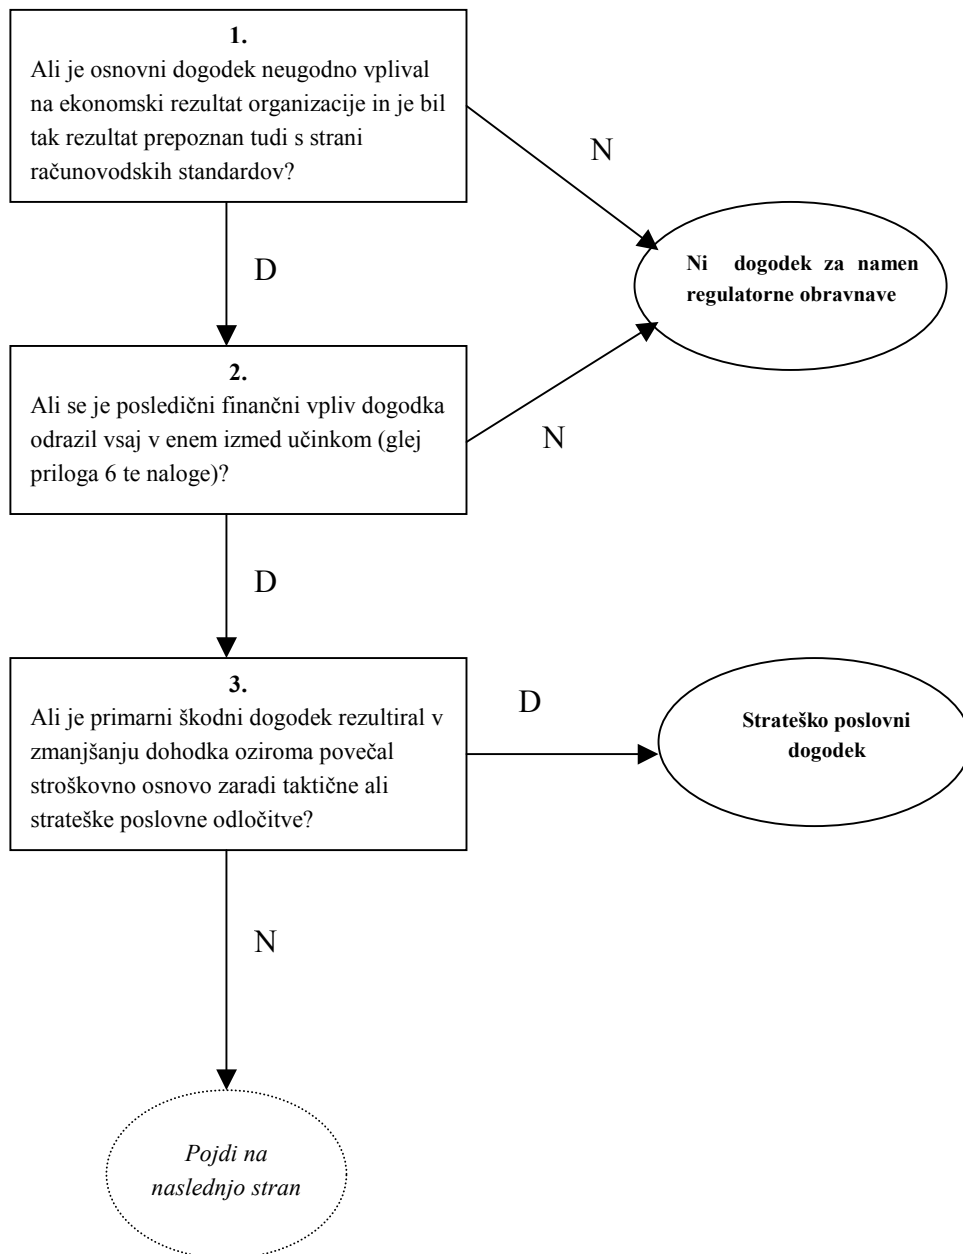 1.
Ali je osnovni dogodek neugodno vplival
na ekonomski rezultat organizacije in je bil
tak rezultat prepoznan tudi s strani
računovodskih standardov?
N
D
Ni dogodek za namen
regulatorne obravnave
2.
Ali se je posledični finančni vpliv dogodka
odrazil vsaj v enem izmed učinkom (glej
priloga 6 te naloge)?
N
D
3.
Ali je primarni škodni dogodek rezultiral v
zmanjšanju dohodka oziroma povečal
stroškovno osnovo zaradi taktične ali
strateške poslovne odločitve?
D
Strateško poslovni
dogodek
N
Pojdi na
naslednjo stran